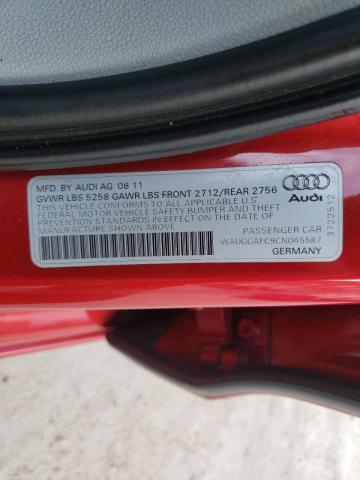 MFD. BY AUDI AG 08 11
GVWR LBS 5258 GAWR LBS FRONT 2712/REAR 2756
THIS VEHICLE CONFORMS TO ALL APPLICABLE U.S
FEDERAL MOTOR VEHICLE SAFETY BUMPER AND THEFT
PREVENTION STANDARDS IN EFFECT ON THE DATE OF
MANUFACTURE SHOWN ABOVE
PASSENGER CAR
WAUGGAFC9CN045587
GERMANY
Audi
3722512